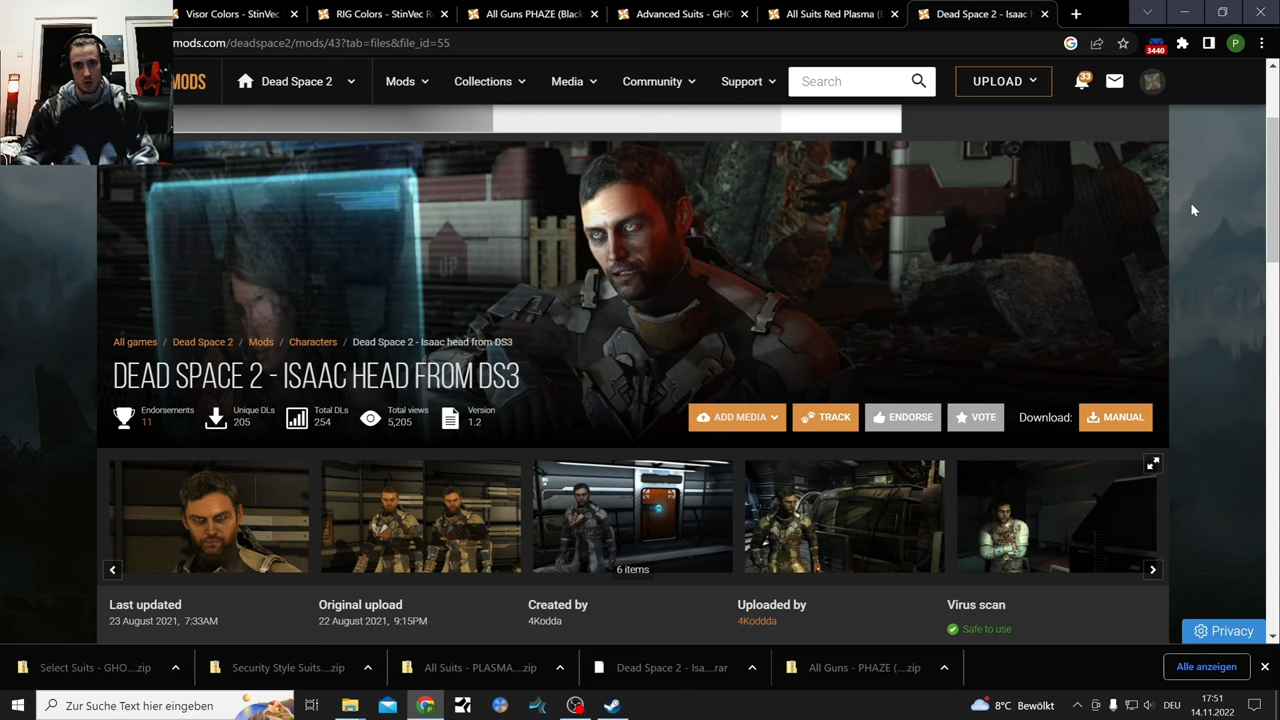 Visor Colors - StinVec
RIG Colors - StinVec R
All Guns PHAZE (Black
Advanced Suits - GHO
All Suits Red Plasma (
Dead Space 2 - Isaac
mods.com/deadspace2/mods/43?tab=files&file_id=55
3440
P
MODS
Dead Space 2
Mods
Collections
Media
Community
Support
Search
UPLOAD
33
UP
All games / Dead Space 2 / Mods / Characters / Dead Space 2 - Isaac head from DS3
DEAD SPACE 2 - ISAAC HEAD FROM DS3
Endorsements
11
Unique DLs
205
Total DLs
254
Total views
5,205
Version
1.2
ADD MEDIA
TRACK
ENDORSE
VOTE
Download:
MANUAL
6 items
Last updated
23 August 2021, 7:33AM
Original upload
22 August 2021, 9:15PM
Created by
4Kodda
Uploaded by
4Koddda
Virus scan
Safe to use
Privacy
Select Suits - GHO....zip
Security Style Suits....zip
All Suits - PLASMA....zip
Dead Space 2 - Isa....rar
All Guns - PHAZE (....zip
Alle anzeigen
Zur Suche Text hier eingeben
8°C Bewölkt
DEU
17:51
14.11.2022